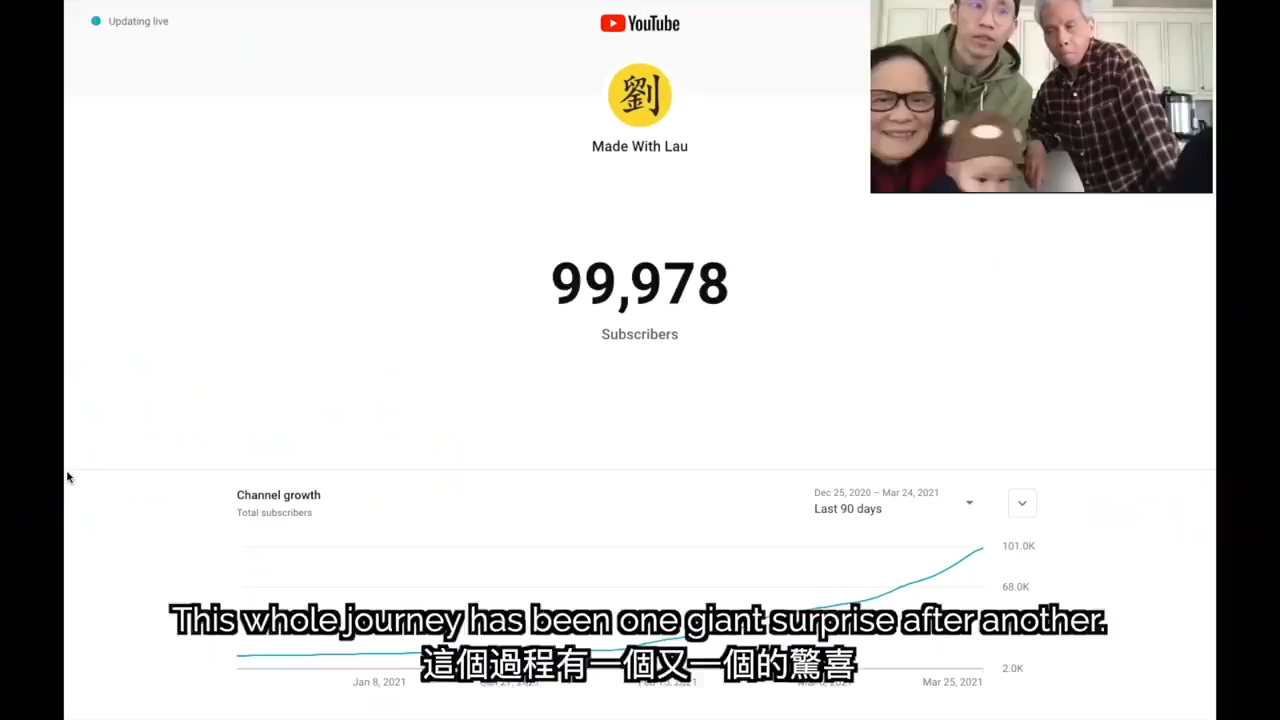 Updating live
YouTube
劉
Made With Lau
99,978
Subscribers
Channel growth
Total subscribers
Dec 25, 2020 – Mar 24, 2021
Last 90 days
101.0K
68.0K
This whole journey has been one giant surprise after another.
這個過程有一個又一個的驚喜
2.0K
Jan 8, 2021
Mar 25, 2021